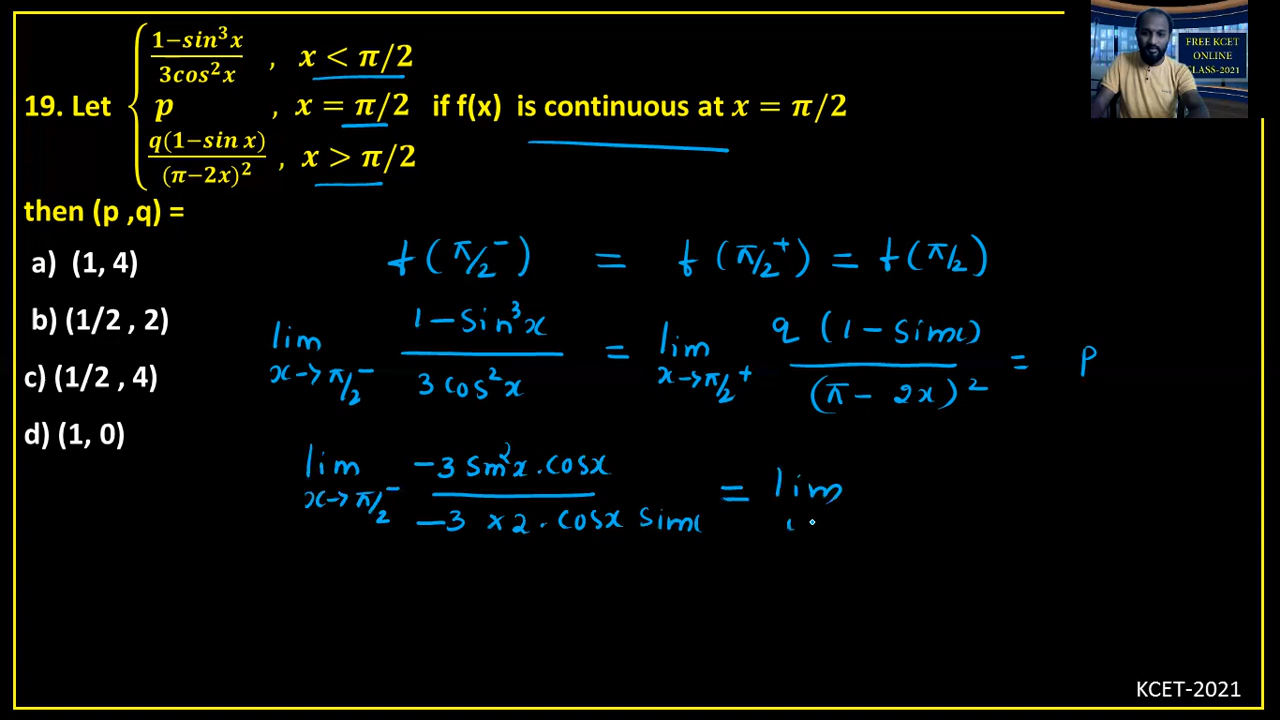 19. Let { (1−sin³x)/(3cos²x) , x < π/2
p , x = π/2 if f(x) is continuous at x = π/2
q(1−sin x)/(π−2x)² , x > π/2
then (p ,q) =
a) (1, 4)
b) (1/2 , 2)
c) (1/2 , 4)
d) (1, 0)
f(π/2⁻) = f(π/2⁺) = f(π/2)
lim x→π/2⁻ (1−sin³x)/(3cos²x) = lim x→π/2⁺ q(1−sinx)/(π−2x)² = p
lim x→π/2⁻ (−3sin²x.cosx)/(−3×2.cosx sinx) = lim
FREE KCET
ONLINE
CLASS-2021
KCET-2021